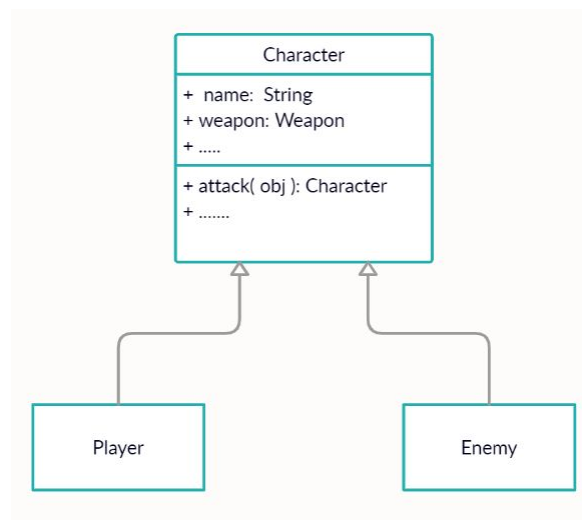 Character
+ name: String
+ weapon: Weapon
+ .....
+ attack( obj ): Character
+ .......
Player
Enemy